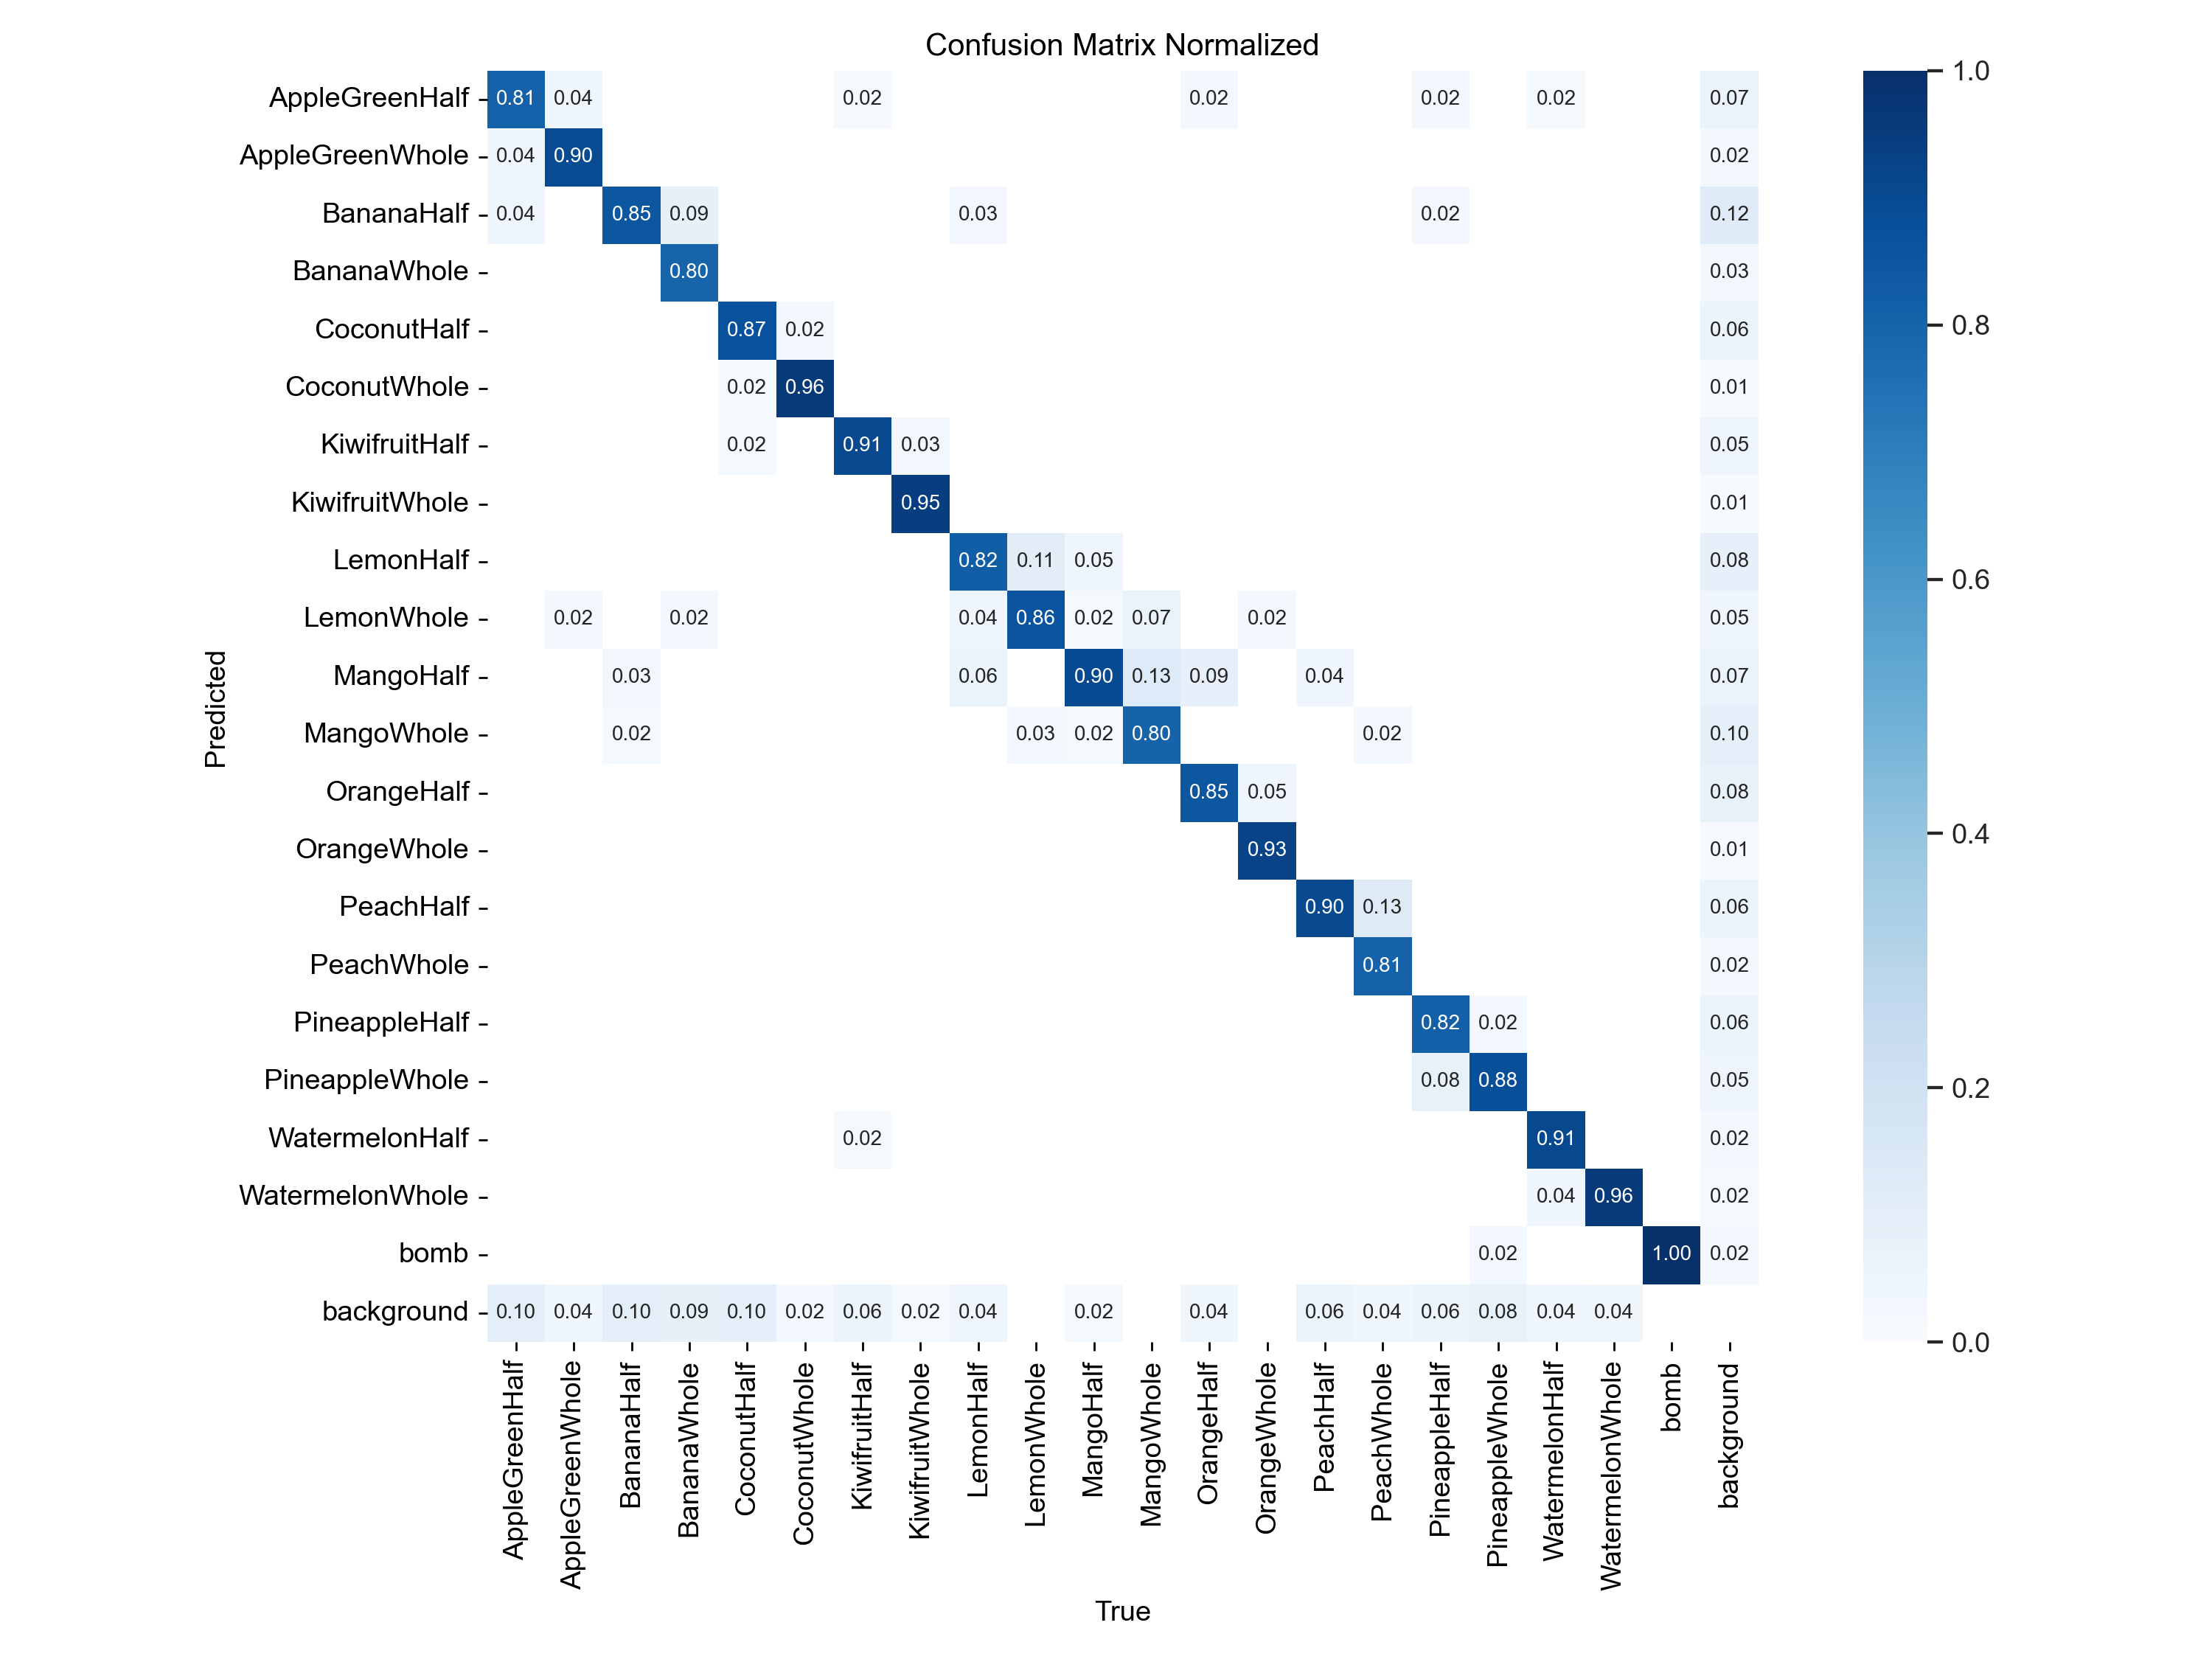 Confusion Matrix Normalized
AppleGreenHalf 0.81 0.04 0.02 0.02 0.02 0.02 0.07
AppleGreenWhole 0.04 0.90 0.02
BananaHalf 0.04 0.85 0.09 0.03 0.02 0.12
BananaWhole 0.80 0.03
CoconutHalf 0.87 0.02 0.06
CoconutWhole 0.02 0.96 0.01
KiwifruitHalf 0.02 0.91 0.03 0.05
KiwifruitWhole 0.95 0.01
LemonHalf 0.82 0.11 0.05 0.08
LemonWhole 0.02 0.02 0.04 0.86 0.02 0.07 0.02 0.05
MangoHalf 0.03 0.06 0.90 0.13 0.09 0.04 0.07
MangoWhole 0.02 0.03 0.02 0.80 0.02 0.10
OrangeHalf 0.85 0.05 0.08
OrangeWhole 0.93 0.01
PeachHalf 0.90 0.13 0.06
PeachWhole 0.81 0.02
PineappleHalf 0.82 0.02 0.06
PineappleWhole 0.08 0.88 0.05
WatermelonHalf 0.02 0.91 0.02
WatermelonWhole 0.04 0.96 0.02
bomb 0.02 1.00 0.02
background 0.10 0.04 0.10 0.09 0.10 0.02 0.06 0.02 0.04 0.02 0.04 0.06 0.04 0.06 0.08 0.04 0.04
Predicted
AppleGreenHalf
AppleGreenWhole
BananaHalf
BananaWhole
CoconutHalf
CoconutWhole
KiwifruitHalf
KiwifruitWhole
LemonHalf
LemonWhole
MangoHalf
MangoWhole
OrangeHalf
OrangeWhole
PeachHalf
PeachWhole
PineappleHalf
PineappleWhole
WatermelonHalf
WatermelonWhole
bomb
background
True
1.0
0.8
0.6
0.4
0.2
0.0